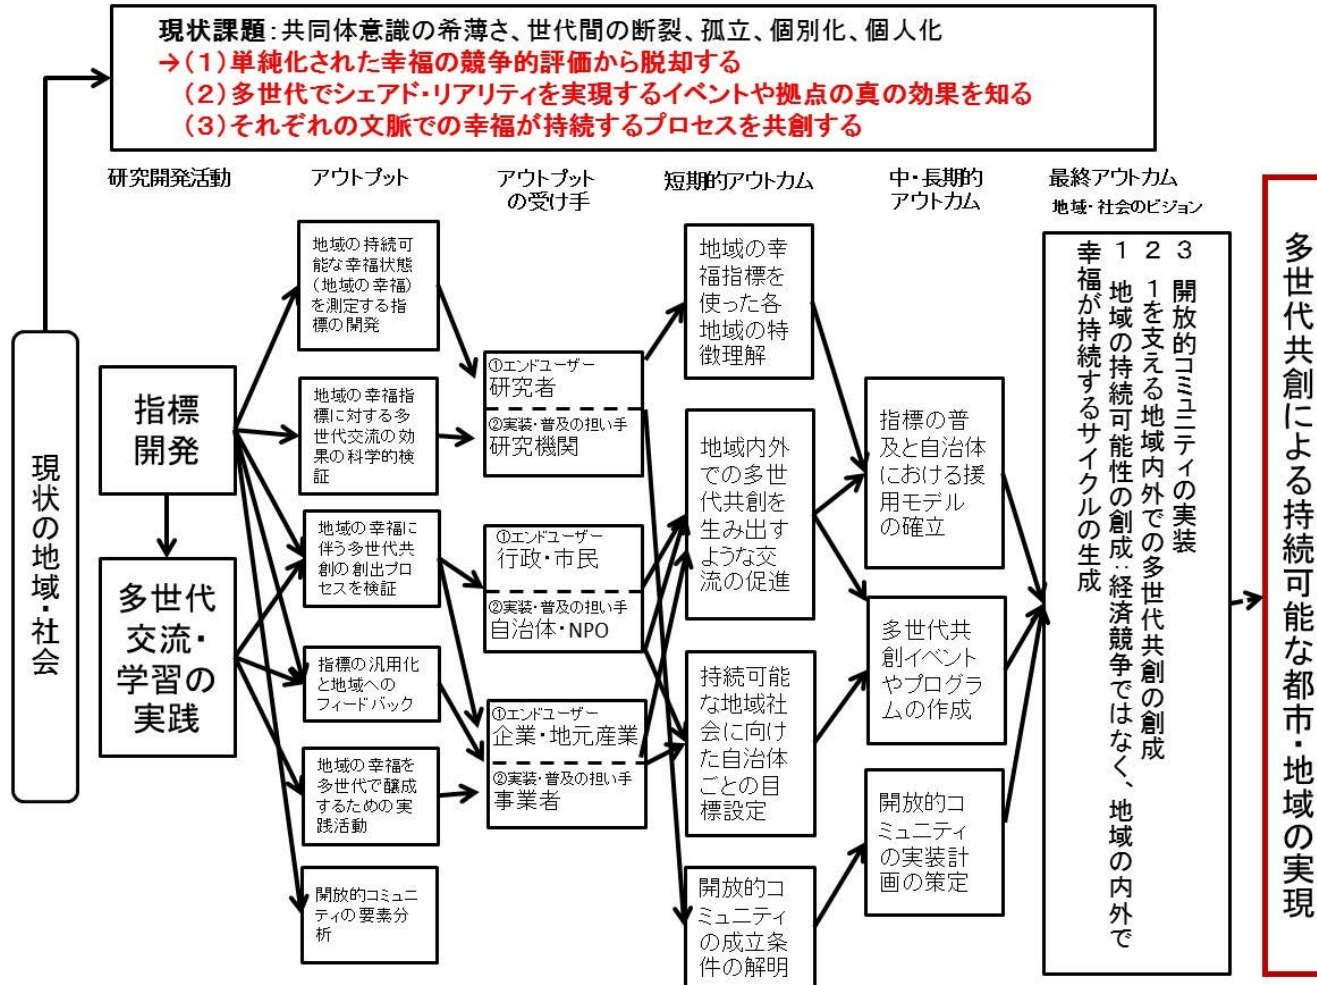 現状課題：共同体意識の希薄さ、世代間の断裂、孤立、個別化、個人化
→（１）単純化された幸福の競争的評価から脱却する
（２）多世代でシェアド・リアリティを実現するイベントや拠点の真の効果を知る
（３）それぞれの文脈での幸福が持続するプロセスを共創する
研究開発活動
アウトプット
アウトプット
の受け手
短期的アウトカム
中・長期的
アウトカム
最終アウトカム
地域・社会のビジョン
現状の地域・社会
指標
開発
多世代
交流・
学習の
実践
地域の持続可
能な幸福状態
（地域の幸福）
を測定する指
標の開発
地域の幸福指
標に対する多
世代交流の効
果の科学的検
証
地域の幸福に
伴う多世代共
創の創出プロ
セスを検証
指標の汎用化
と地域への
フィードバック
地域の幸福を
多世代で醸成
するための実
践活動
開放的コミュニ
ティの要素分
析
①エンドユーザー
研究者
②実装・普及の担い手
研究機関
①エンドユーザー
行政・市民
②実装・普及の担い手
自治体・NPO
①エンドユーザー
企業・地元産業
②実装・普及の担い手
事業者
地域の幸
福指標を
使った各
地域の特
徴理解
地域内外
での多世
代共創を
生み出す
ような交
流の促進
持続可能
な地域社
会に向け
た自治体
ごとの目
標設定
開放的コ
ミュニティ
の成立条
件の解明
指標の普
及と自治体
における援
用モデル
の確立
多世代共
創イベント
やプログラ
ムの作成
開放的コ
ミュニティ
の実装計
画の策定
３　開放的コミュニティの実装
２　１を支える地域内外での多世代共創の創成
１　地域の持続可能性の創成：経済競争ではなく、地域の内外で
幸福が持続するサイクルの生成
多世代共創による持続可能な都市・地域の実現